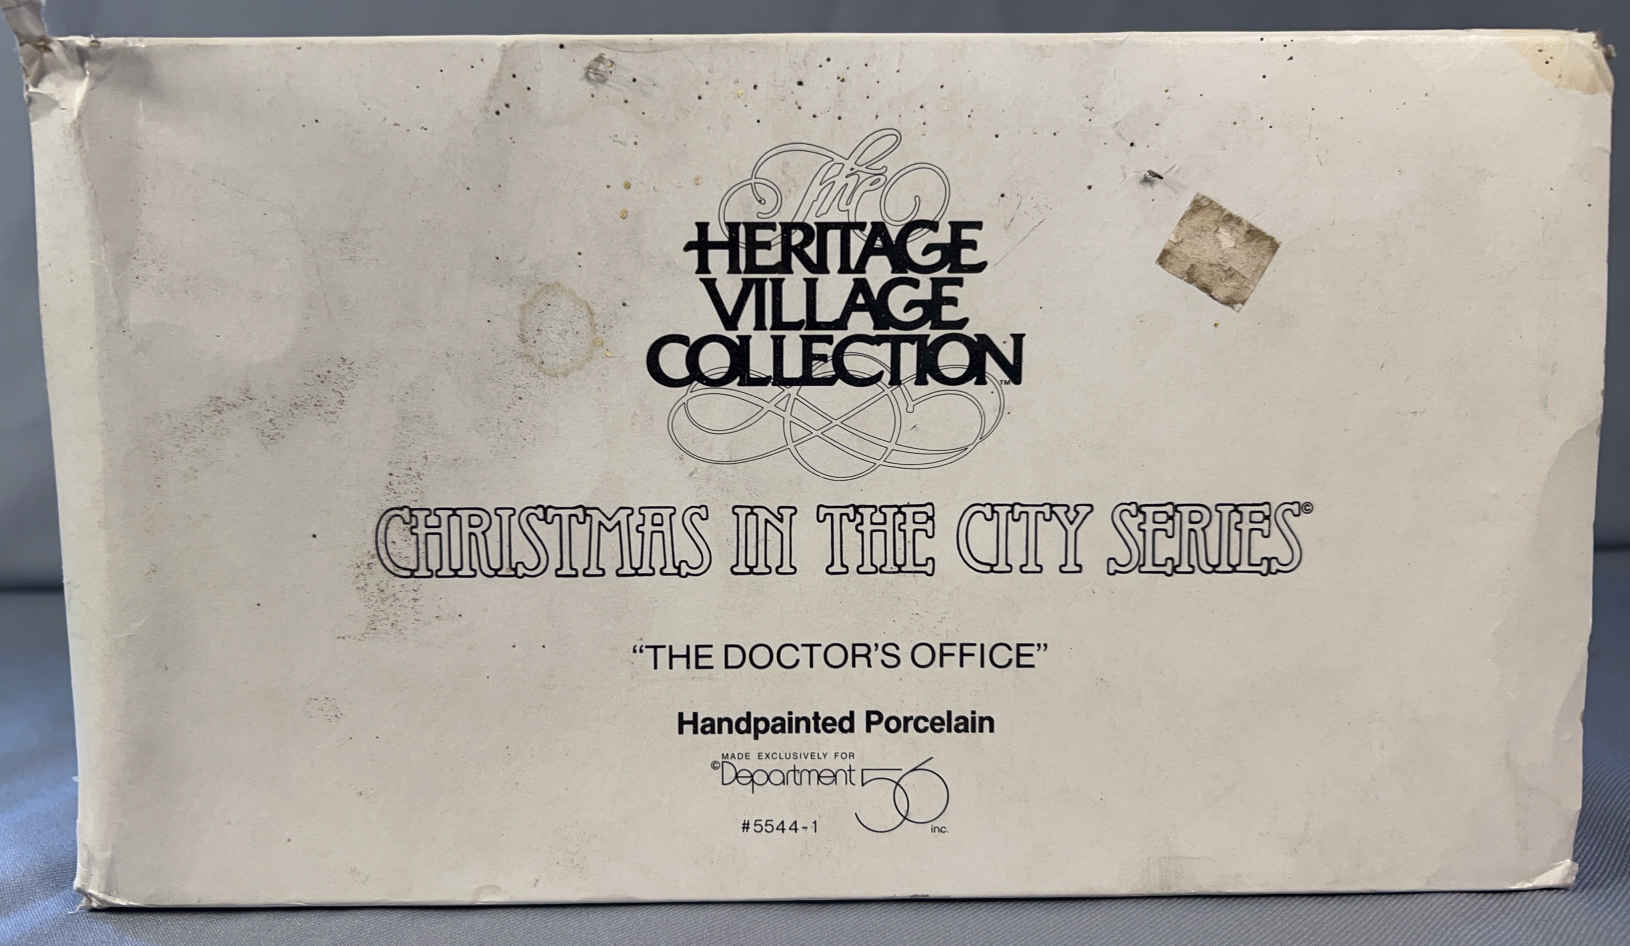 The
HERITAGE
VILLAGE
COLLECTION™
CHRISTMAS IN THE CITY SERIES©
“THE DOCTOR’S OFFICE”
Handpainted Porcelain
MADE EXCLUSIVELY FOR
©Department 56 inc.
#5544-1